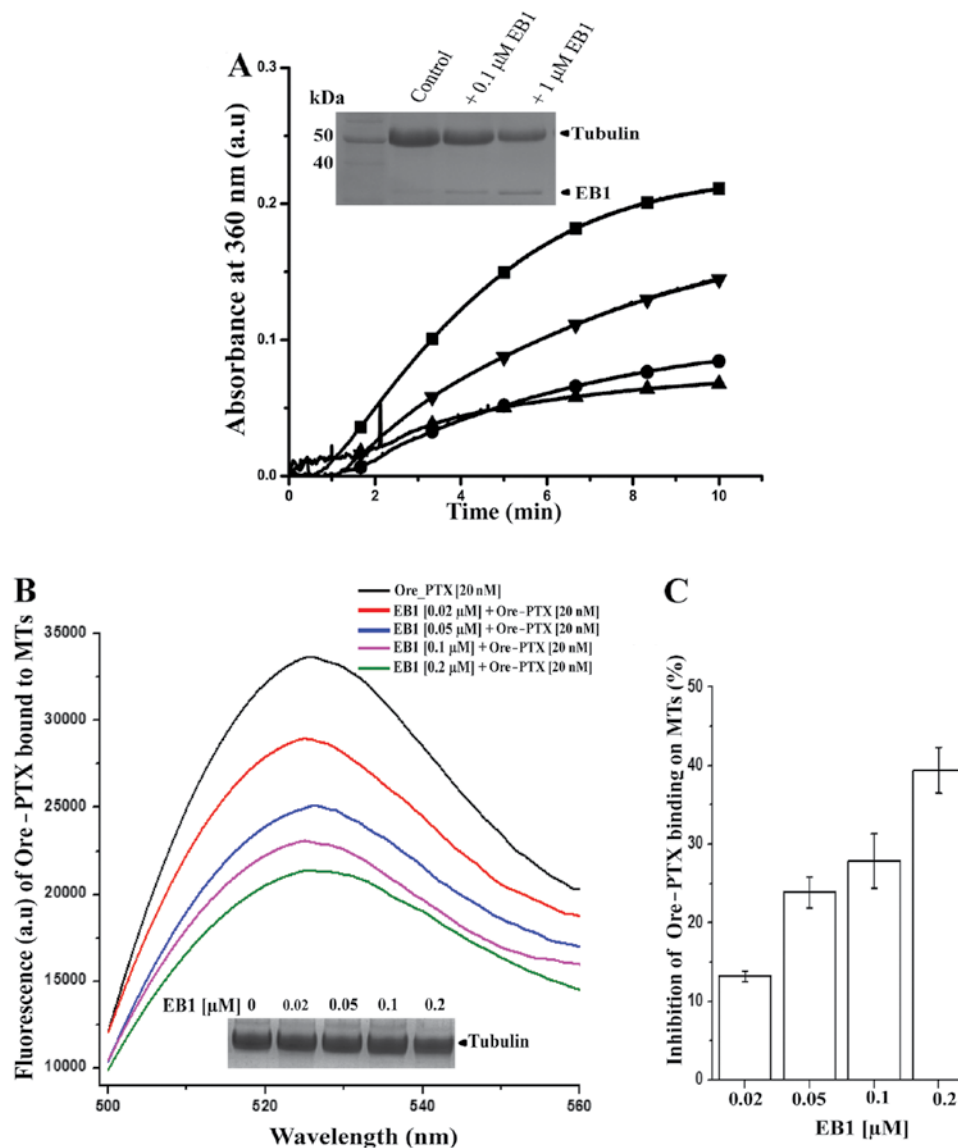 A
Control
+ 0.1 µM EB1
+ 1 µM EB1
kDa
50
40
Tubulin
EB1
0.3
0.2
0.1
0.0
Absorbance at 360 nm (a.u)
0 2 4 6 8 10
Time (min)
B
Ore_PTX [20 nM]
EB1 [0.02 µM] + Ore-PTX [20 nM]
EB1 [0.05 µM] + Ore-PTX [20 nM]
EB1 [0.1 µM] + Ore-PTX [20 nM]
EB1 [0.2 µM] + Ore-PTX [20 nM]
35000
30000
25000
20000
15000
10000
Fluorescence (a.u) of Ore-PTX bound to MTs
EB1 [µM] 0 0.02 0.05 0.1 0.2
Tubulin
500 520 540 560
Wavelength (nm)
C
50
40
30
20
10
0
Inhibition of Ore-PTX binding on MTs (%)
0.02 0.05 0.1 0.2
EB1 [µM]